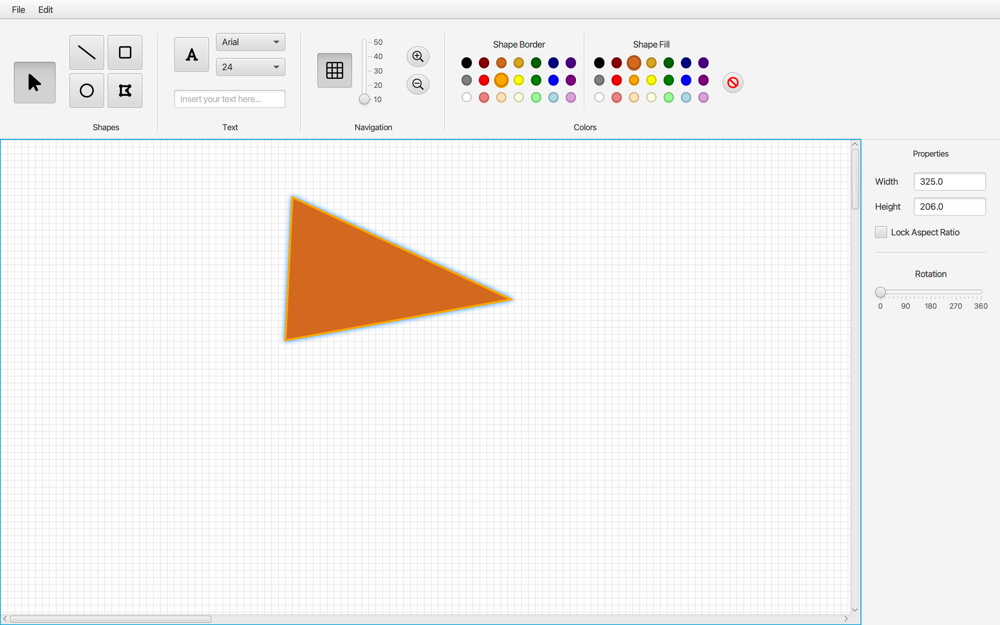 File Edit
Arial
24
Insert your text here...
50
40
30
20
10
Shape Border
Shape Fill
Shapes
Text
Navigation
Colors
Properties
Width 325.0
Height 206.0
Lock Aspect Ratio
Rotation
0 90 180 270 360